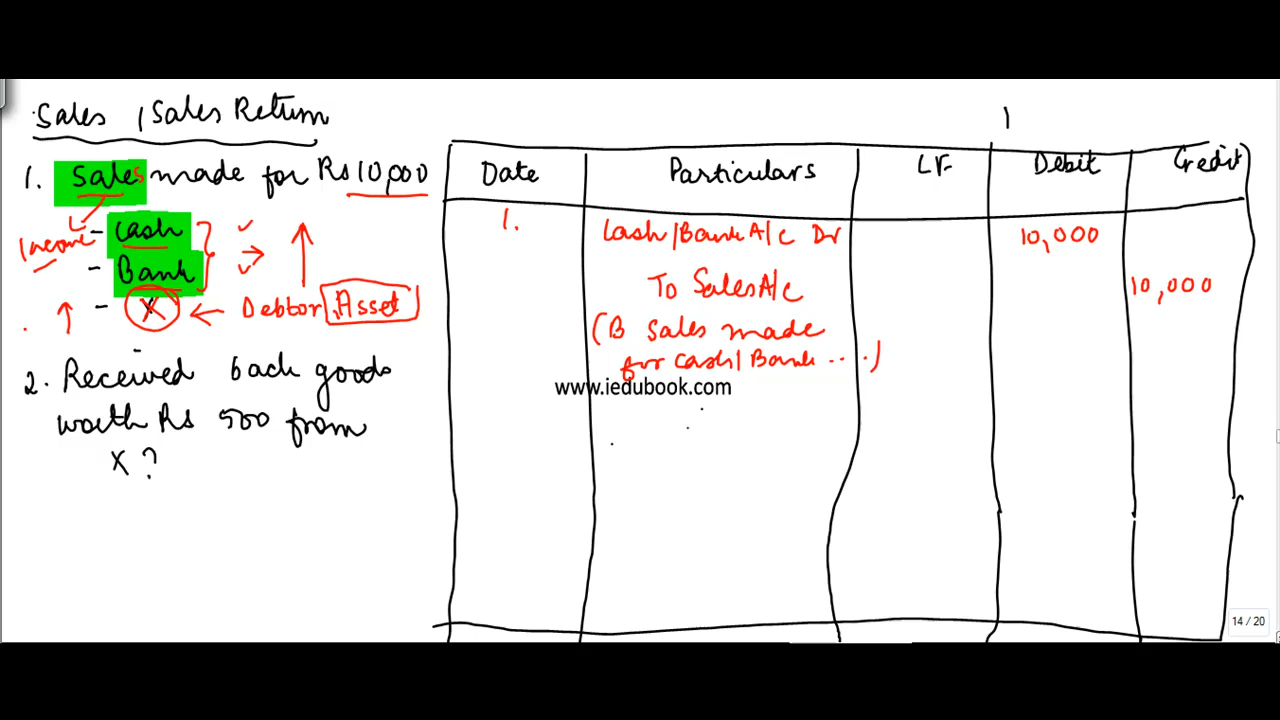 Sales / Sales Return
1
1. Sales made for Rs 10,000
Income
- Cash
- Bank
- X ← Debtor, Asset
2. Received back goods
worth Rs 500 from
X ?
Date Particulars LF Debit Credit
1. Cash/Bank A/c Dr 10,000
To Sales A/c 10,000
(B Sales made
for Cash/Bank ....)
www.iedubook.com
14 / 20